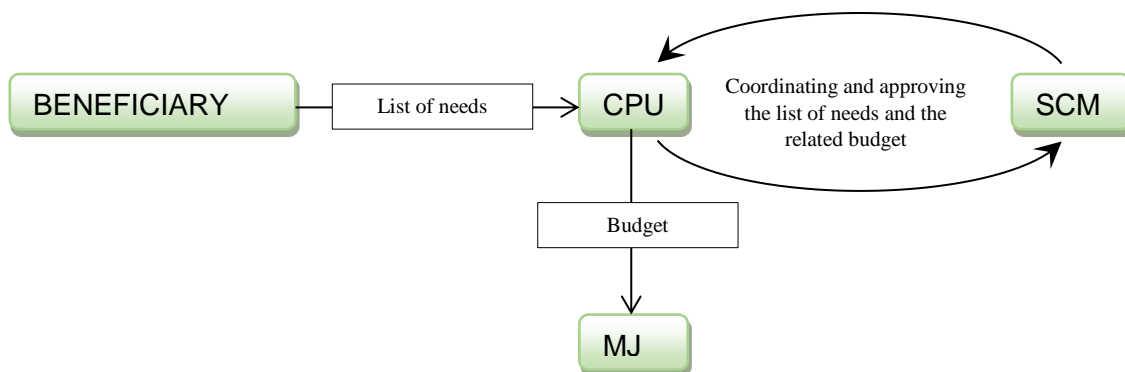 BENEFICIARY
List of needs
CPU
Coordinating and approving
the list of needs and the
related budget
SCM
Budget
MJ